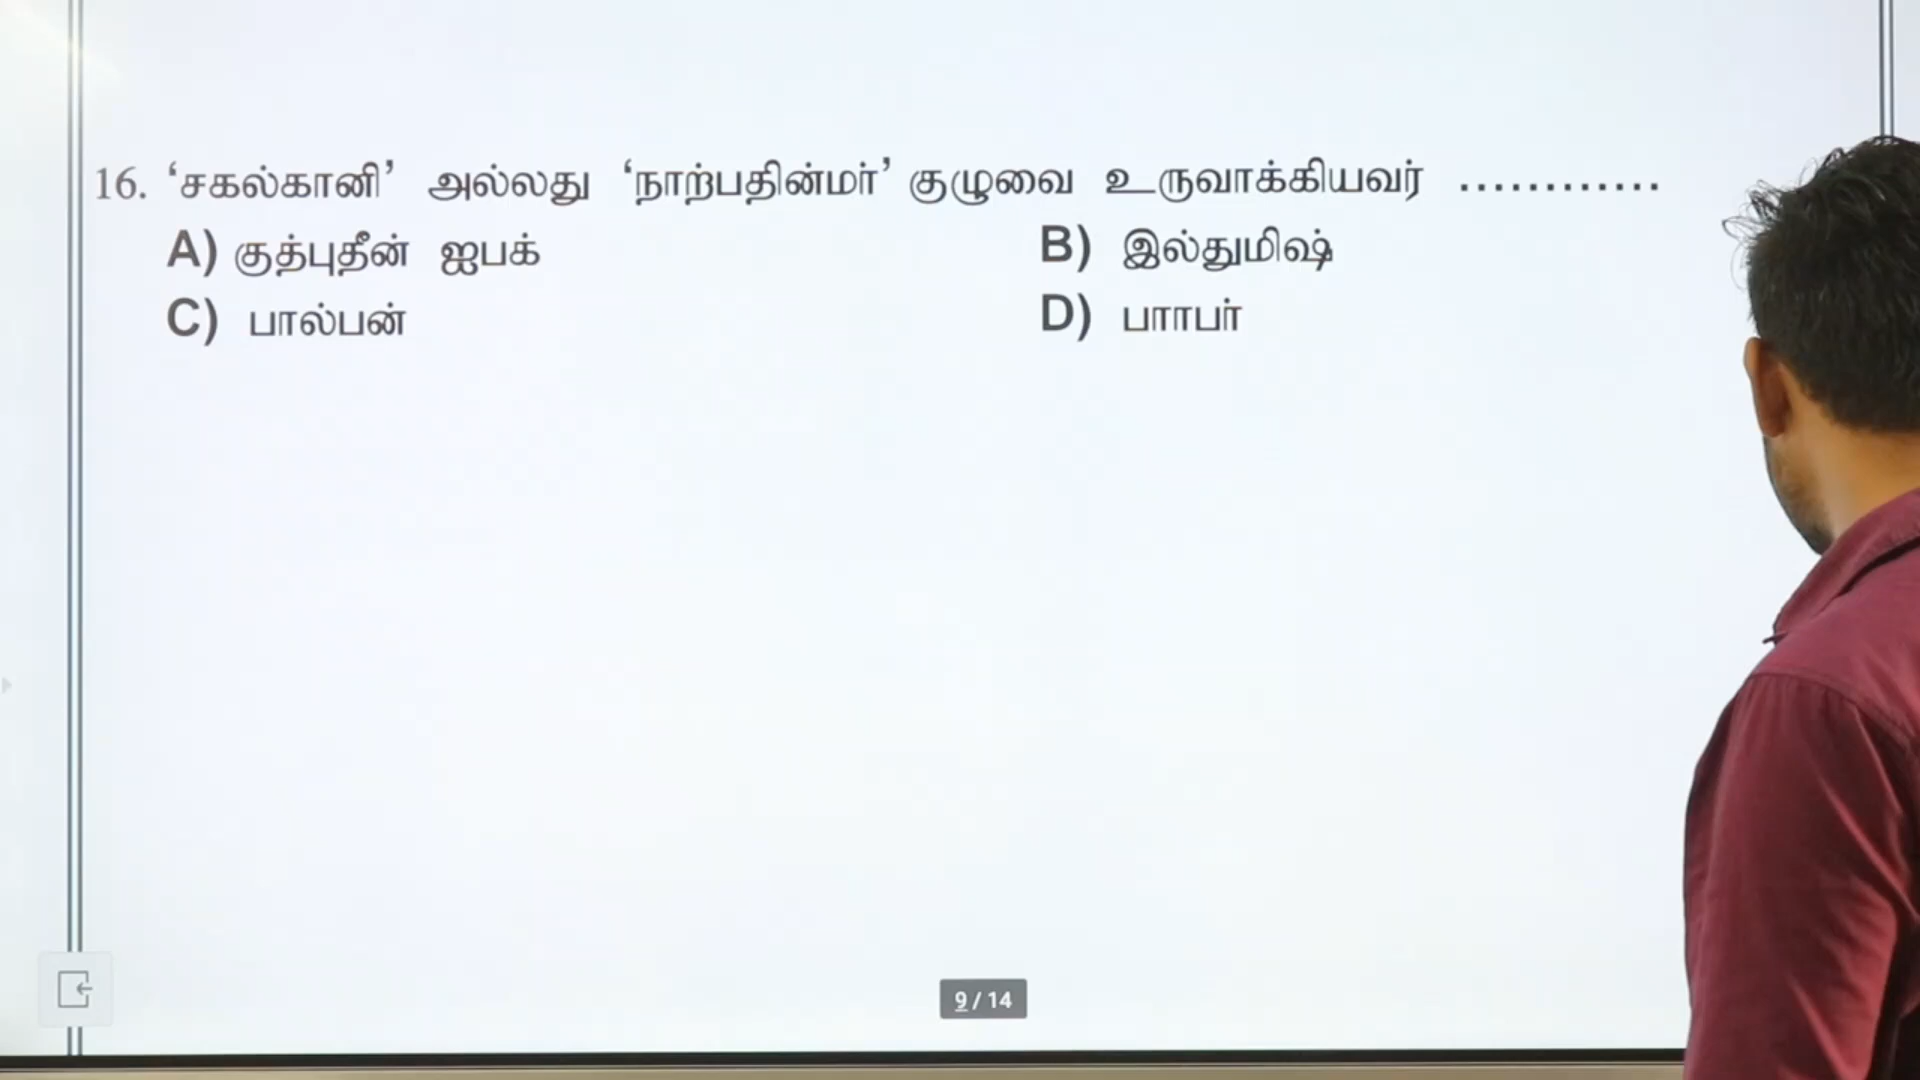 16. ‘சகல்கானி’ அல்லது ‘நாற்பதின்மர்’ குழுவை உருவாக்கியவர் ............
A) குத்புதீன் ஐபக்
B) இல்துமிஷ்
C) பால்பன்
D) பாாபர்
9 / 14